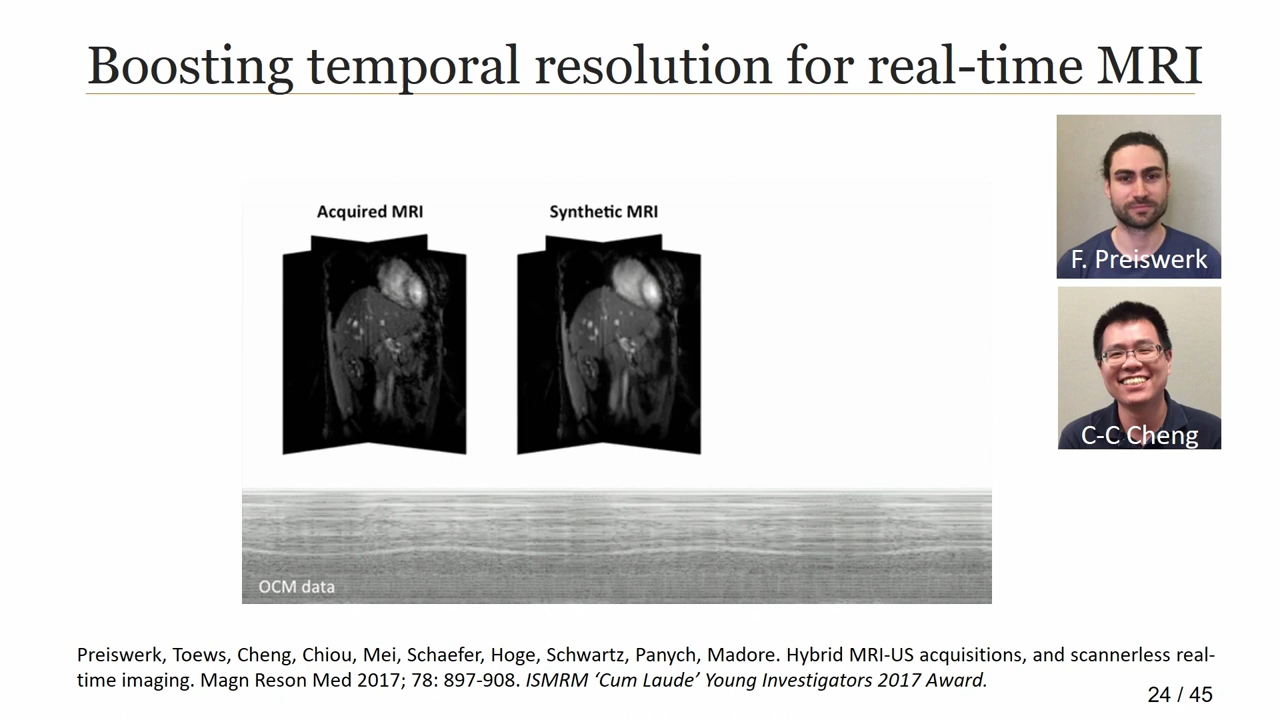 Boosting temporal resolution for real-time MRI
Acquired MRI
Synthetic MRI
F. Preiswerk
C-C Cheng
OCM data
Preiswerk, Toews, Cheng, Chiou, Mei, Schaefer, Hoge, Schwartz, Panych, Madore. Hybrid MRI-US acquisitions, and scannerless real-
time imaging. Magn Reson Med 2017; 78: 897-908. ISMRM ‘Cum Laude’ Young Investigators 2017 Award.
24 / 45